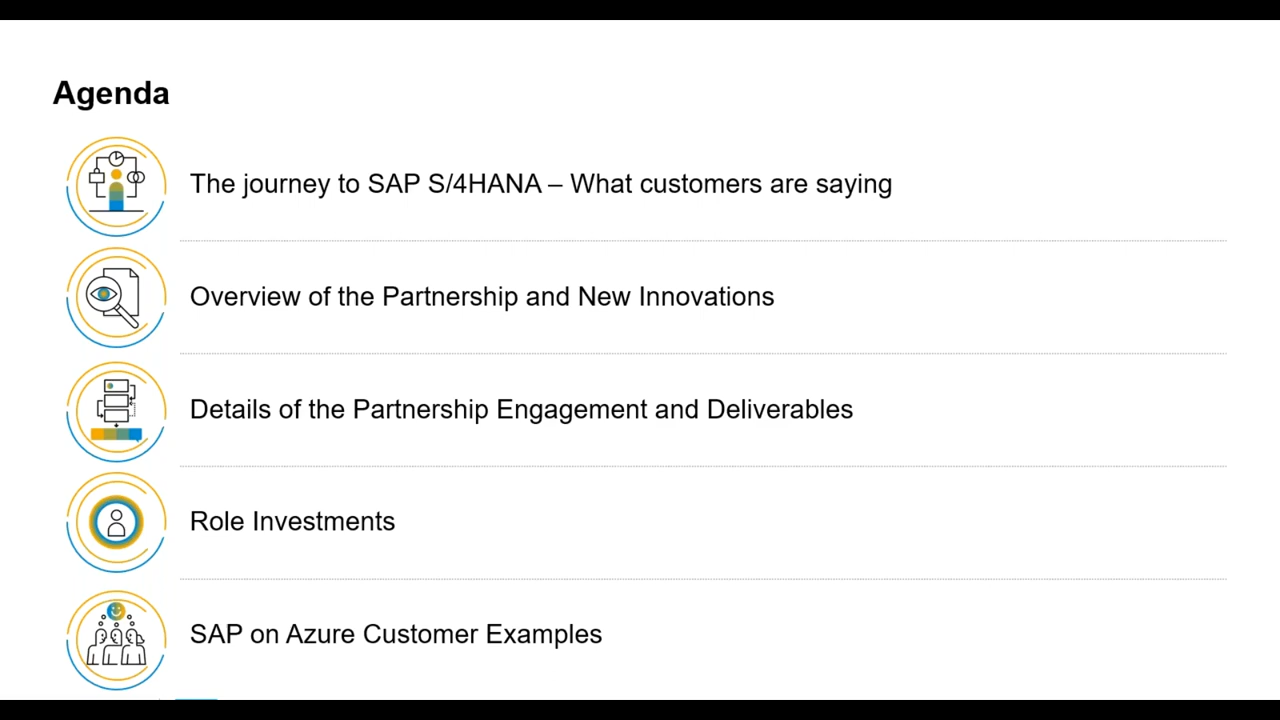 Agenda
The journey to SAP S/4HANA – What customers are saying
Overview of the Partnership and New Innovations
Details of the Partnership Engagement and Deliverables
Role Investments
SAP on Azure Customer Examples